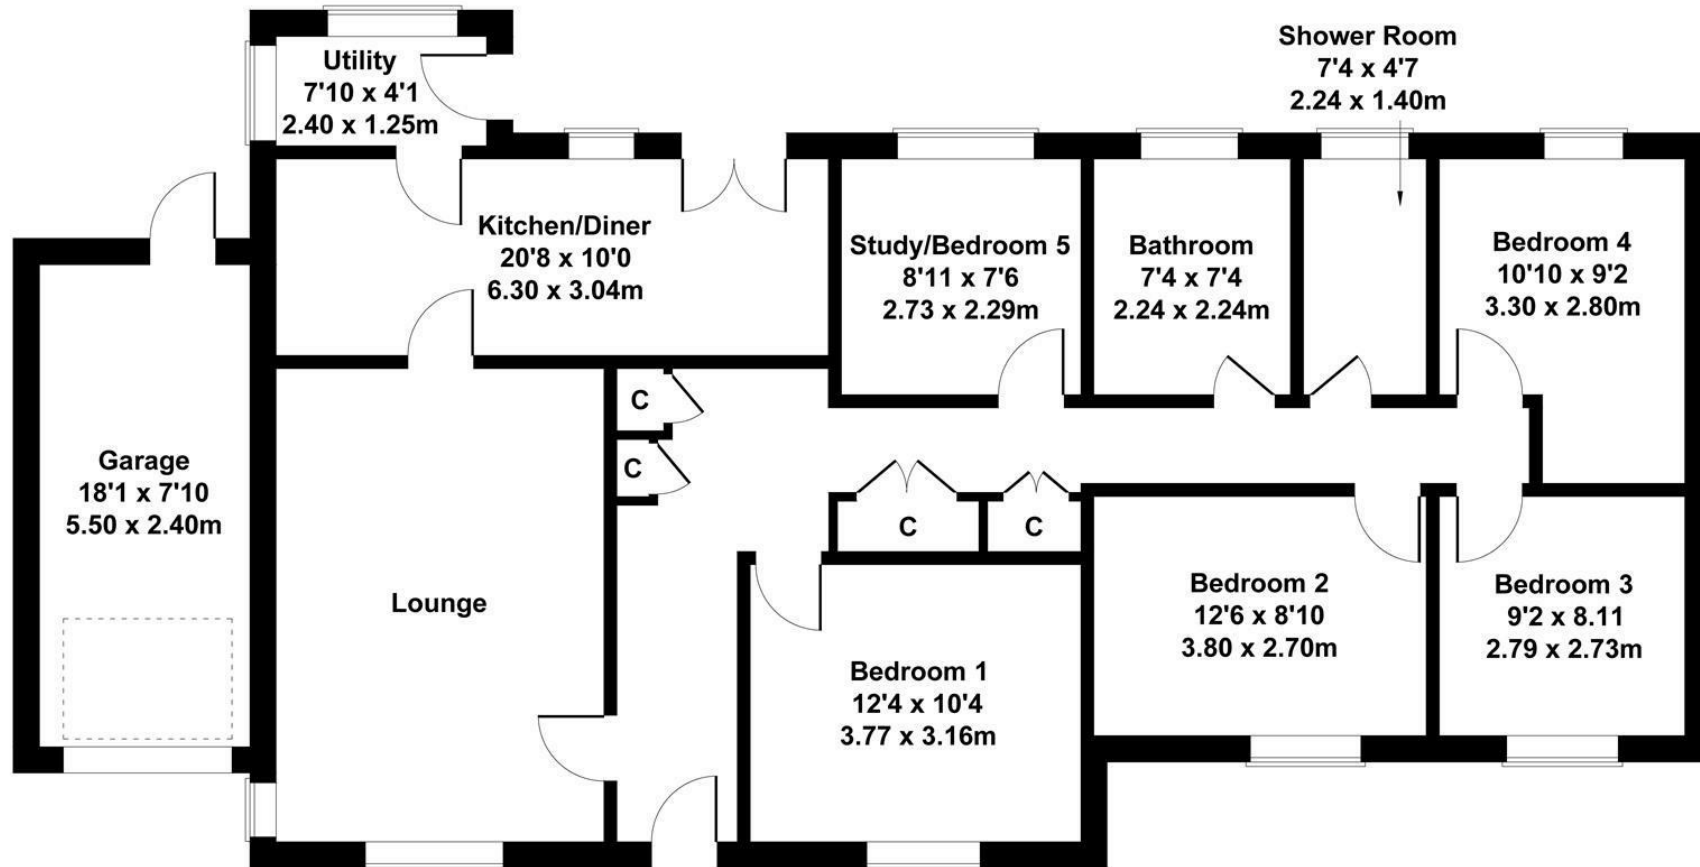 Utility
7'10 x 4'1
2.40 x 1.25m
Shower Room
7'4 x 4'7
2.24 x 1.40m
Kitchen/Diner
20'8 x 10'0
6.30 x 3.04m
Study/Bedroom 5
8'11 x 7'6
2.73 x 2.29m
Bathroom
7'4 x 7'4
2.24 x 2.24m
Bedroom 4
10'10 x 9'2
3.30 x 2.80m
C
C
Garage
18'1 x 7'10
5.50 x 2.40m
C
C
Lounge
Bedroom 1
12'4 x 10'4
3.77 x 3.16m
Bedroom 2
12'6 x 8'10
3.80 x 2.70m
Bedroom 3
9'2 x 8.11
2.79 x 2.73m